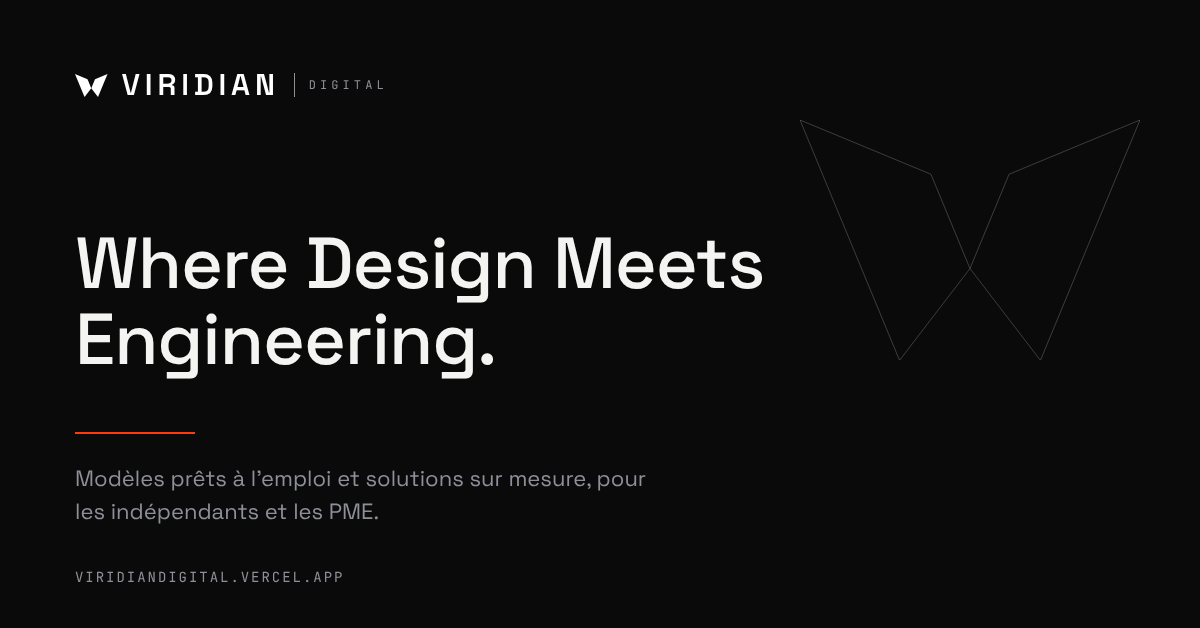 VIRIDIAN | DIGITAL
Where Design Meets
Engineering.
Modèles prêts à l’emploi et solutions sur mesure, pour
les indépendants et les PME.
VIRIDIANDIGITAL.VERCEL.APP